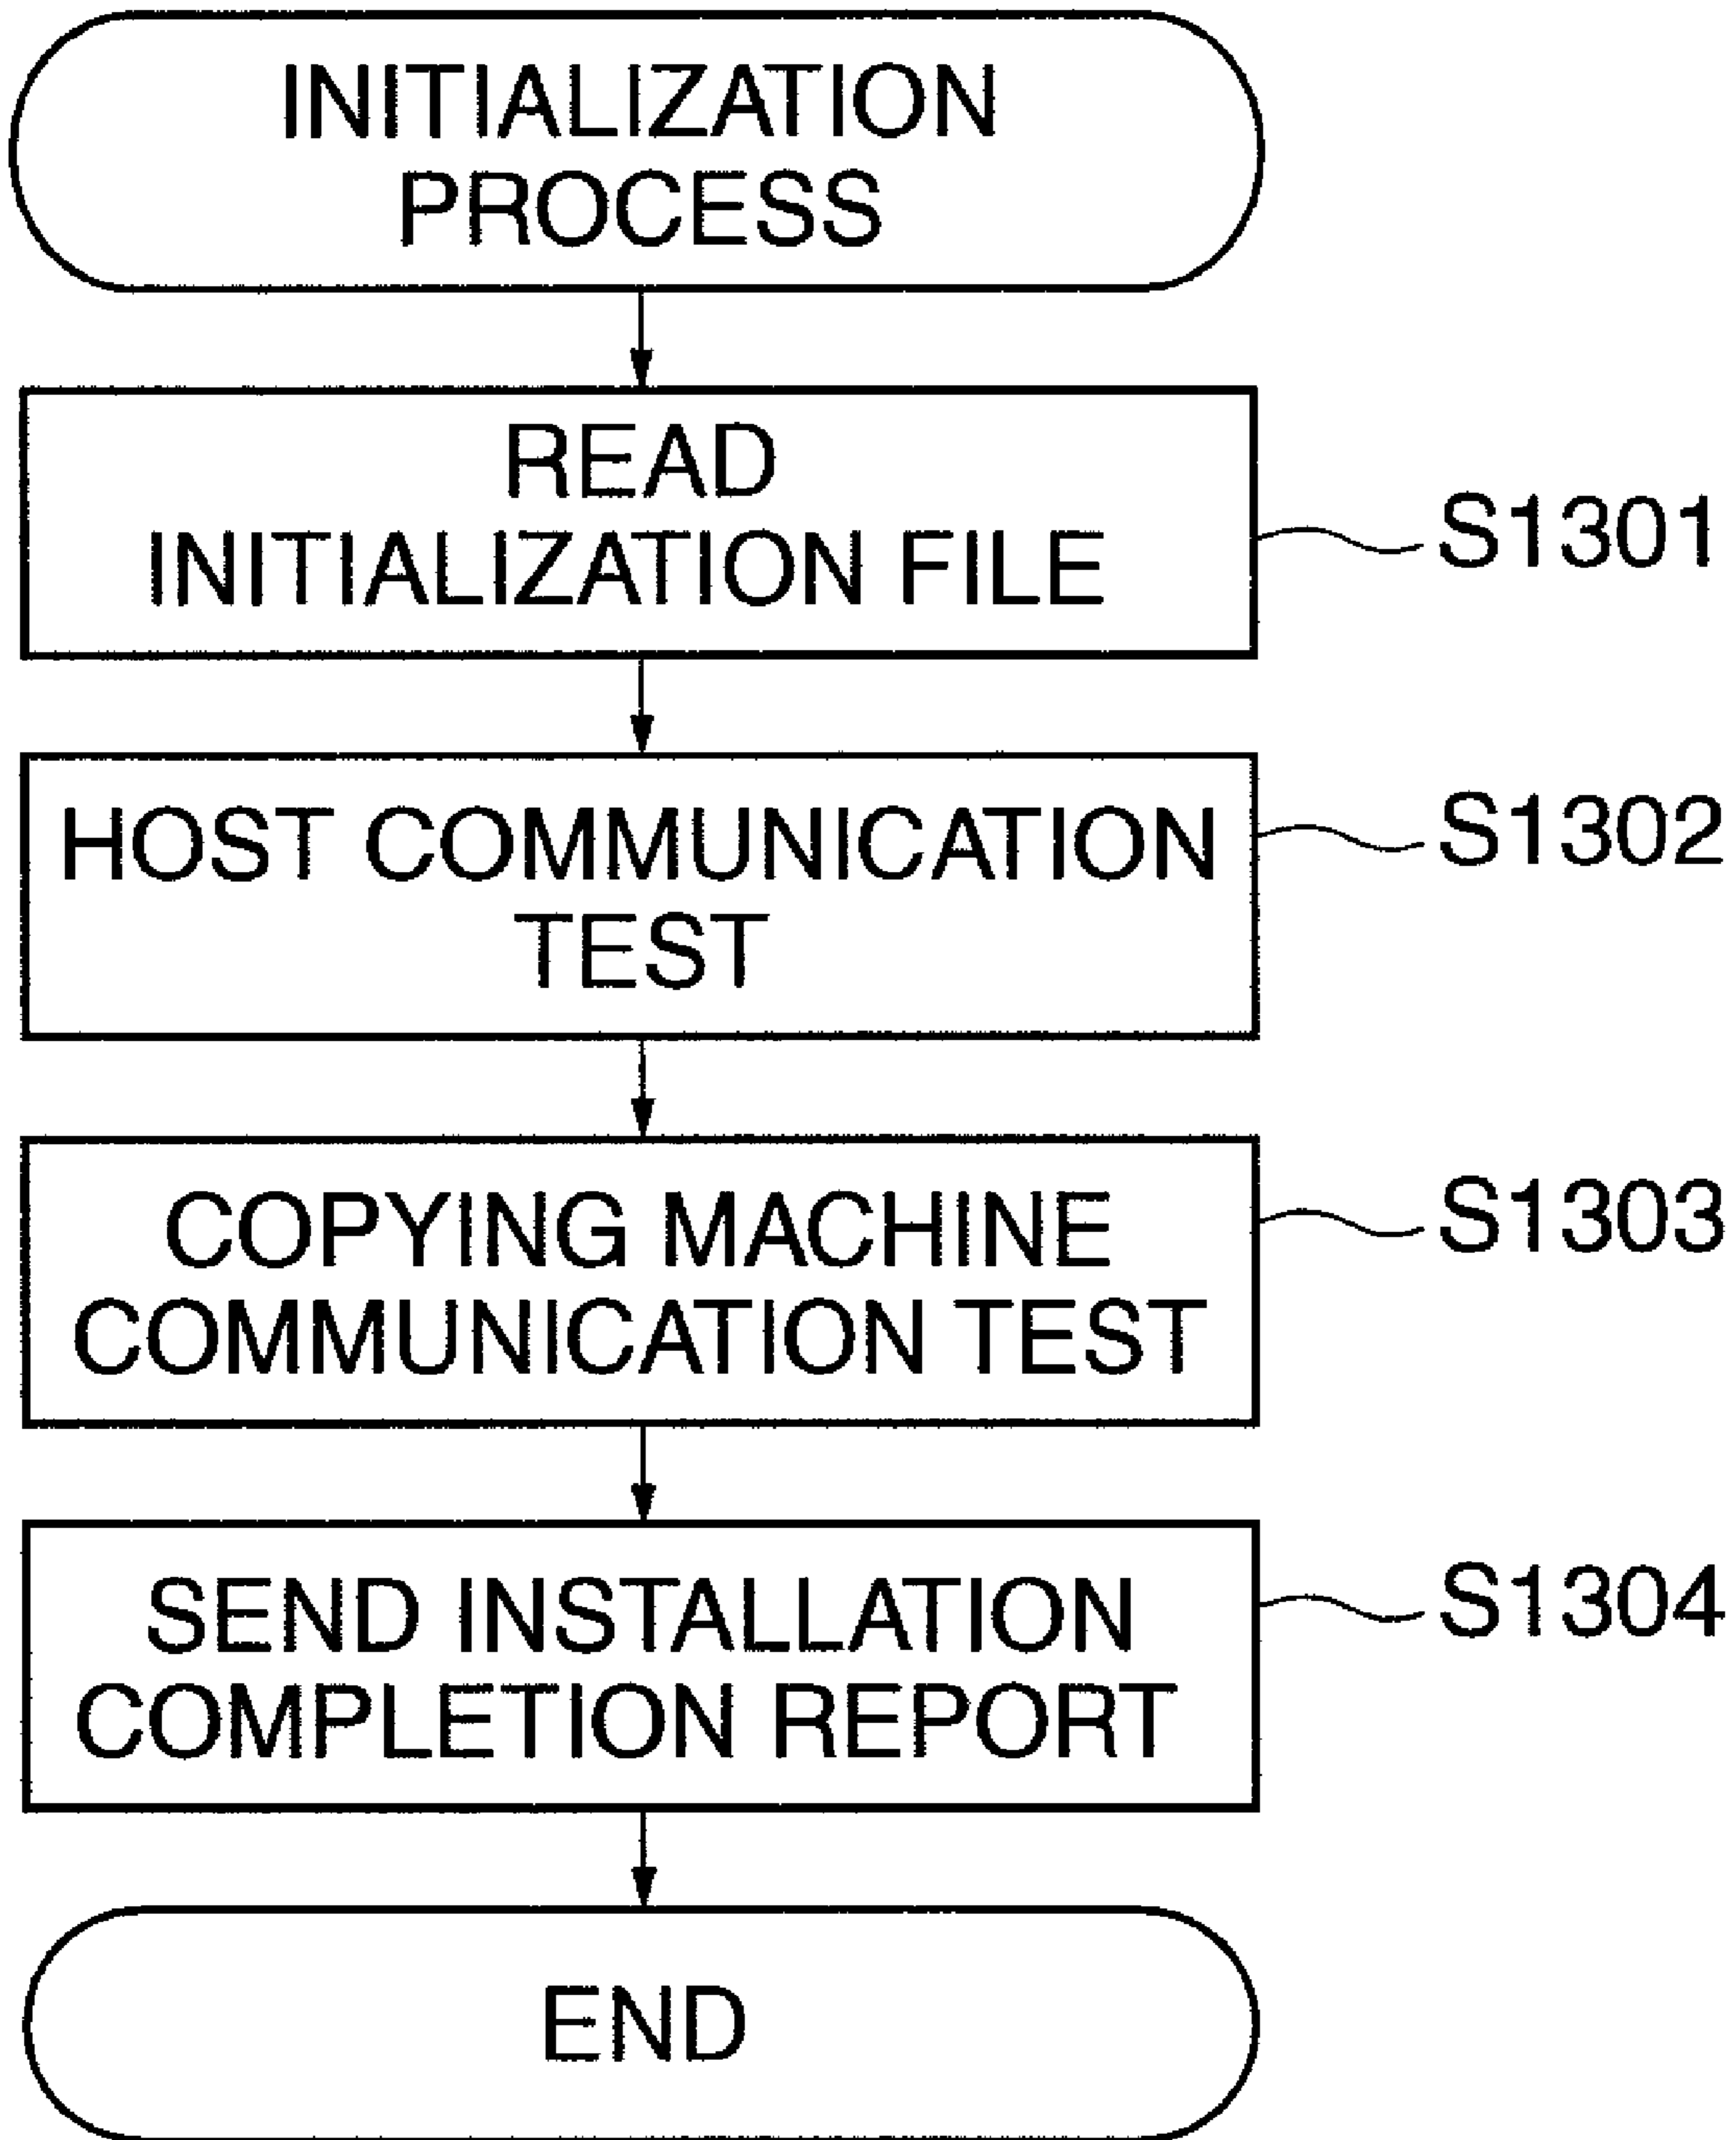 INITIALIZATION
PROCESS
READ
INITIALIZATION FILE
S1301
HOST COMMUNICATION
TEST
S1302
COPYING MACHINE
COMMUNICATION TEST
S1303
SEND INSTALLATION
COMPLETION REPORT
S1304
END